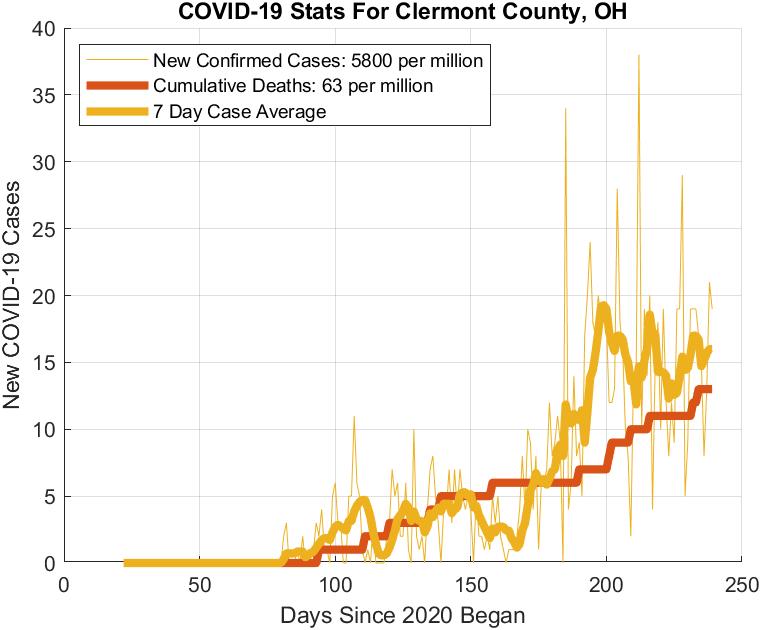 COVID-19 Stats For Clermont County, OH
New Confirmed Cases: 5800 per million
Cumulative Deaths: 63 per million
7 Day Case Average
New COVID-19 Cases
40
35
30
25
20
15
10
5
0
0 50 100 150 200 250
Days Since 2020 Began